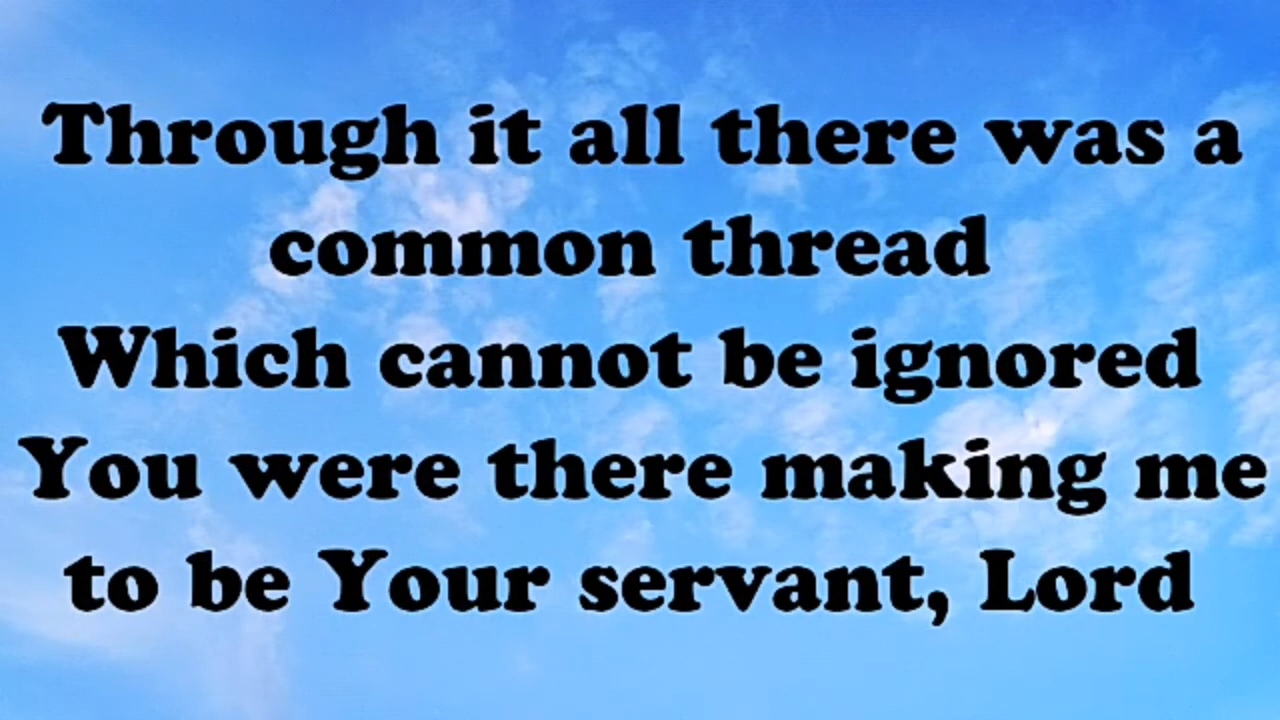 Through it all there was a
common thread
Which cannot be ignored
You were there making me
to be Your servant, Lord